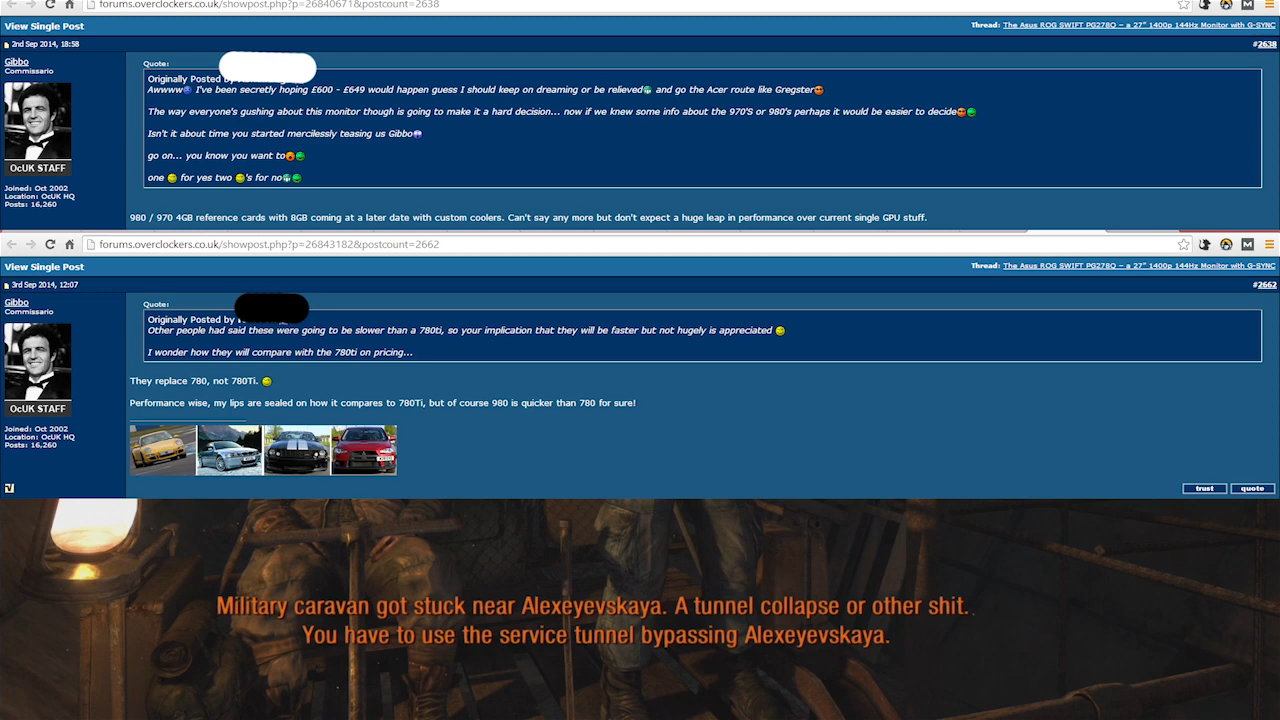 forums.overclockers.co.uk/showpost.php?p=26840671&postcount=2638
View Single Post
Thread: The Asus ROG SWIFT PG278Q – a 27" 1400p 144Hz Monitor with G-SYNC
2nd Sep 2014, 18:58
#2638
Gibbo
Commissario
OcUK STAFF
Joined: Oct 2002
Location: OcUK HQ
Posts: 16,260
Quote:
Originally Posted by
Awwww I've been secretly hoping £600 - £649 would happen guess I should keep on dreaming or be relieved and go the Acer route like Gregster
The way everyone's gushing about this monitor though is going to make it a hard decision... now if we knew some info about the 970'S or 980's perhaps it would be easier to decide
Isn't it about time you started mercilessly teasing us Gibbo
go on... you know you want to
one for yes two 's for no
980 / 970 4GB reference cards with 8GB coming at a later date with custom coolers. Can't say any more but don't expect a huge leap in performance over current single GPU stuff.
forums.overclockers.co.uk/showpost.php?p=26843182&postcount=2662
View Single Post
Thread: The Asus ROG SWIFT PG278Q – a 27" 1400p 144Hz Monitor with G-SYNC
3rd Sep 2014, 12:07
#2662
Gibbo
Commissario
OcUK STAFF
Joined: Oct 2002
Location: OcUK HQ
Posts: 16,260
Quote:
Originally Posted by
Other people had said these were going to be slower than a 780ti, so your implication that they will be faster but not hugely is appreciated
I wonder how they will compare with the 780ti on pricing...
They replace 780, not 780Ti.
Performance wise, my lips are sealed on how it compares to 780Ti, but of course 980 is quicker than 780 for sure!
trust
quote
Military caravan got stuck near Alexeyevskaya. A tunnel collapse or other shit.
You have to use the service tunnel bypassing Alexeyevskaya.